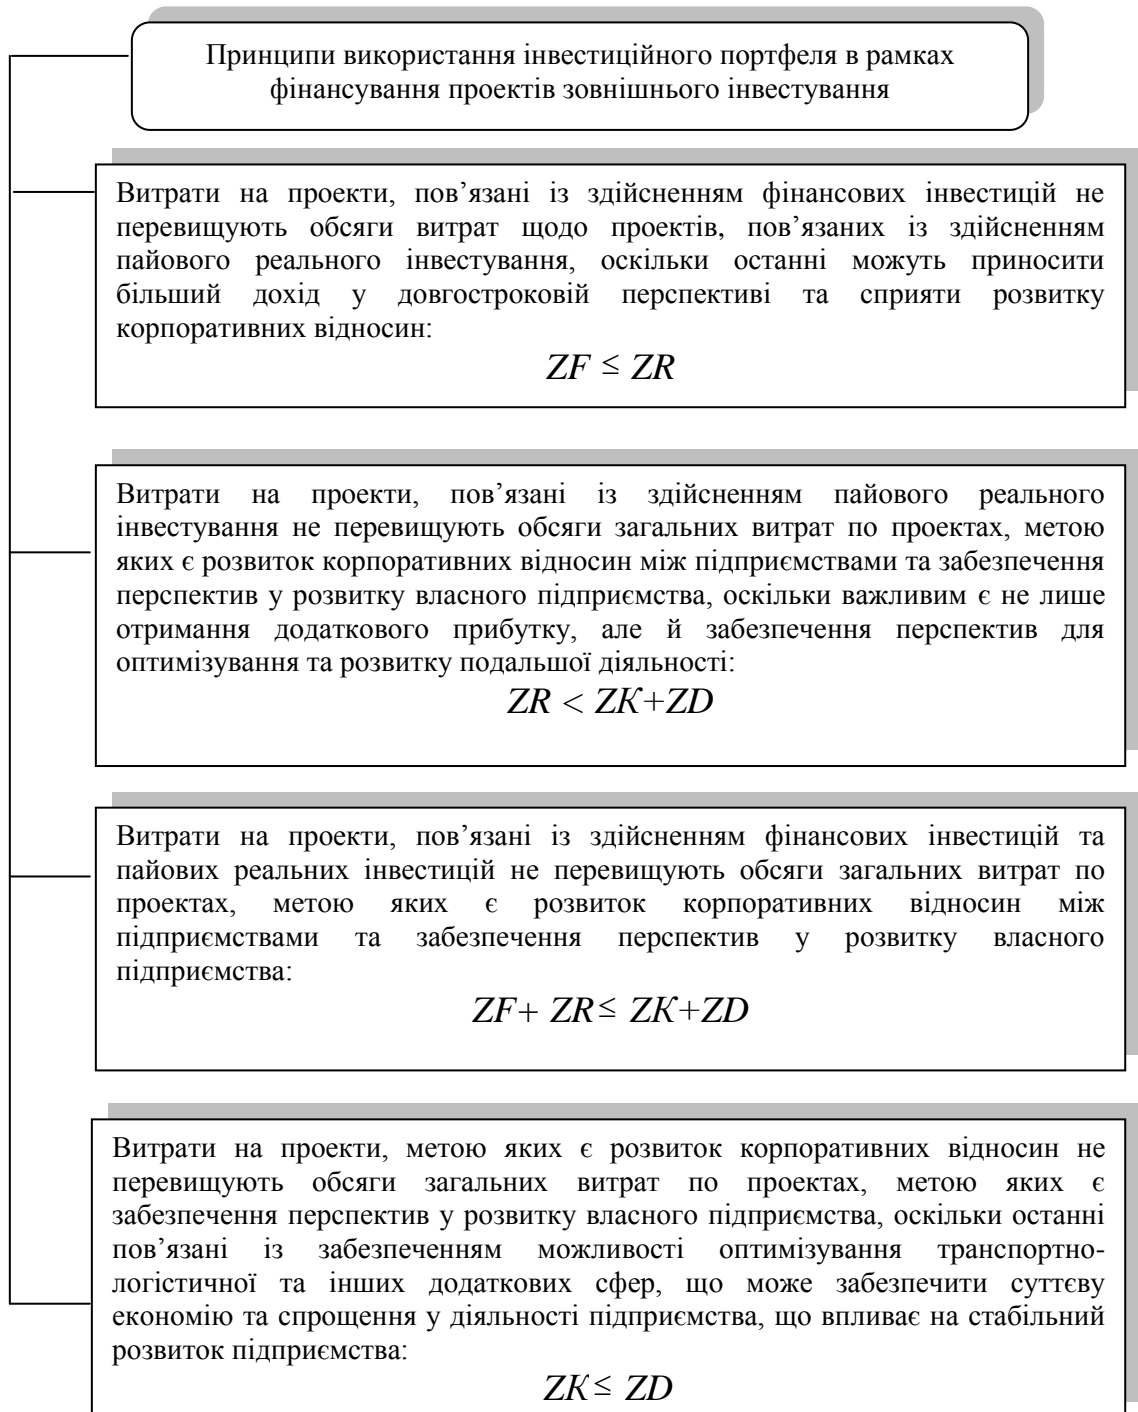 Принципи використання інвестиційного портфеля в рамках
фінансування проектів зовнішнього інвестування
Витрати на проекти, пов’язані із здійсненням фінансових інвестицій не
перевищують обсяги витрат щодо проектів, пов’язаних із здійсненням
пайового реального інвестування, оскільки останні можуть приносити
більший дохід у довгостроковій перспективі та сприяти розвитку
корпоративних відносин:
ZF ≤ ZR
Витрати на проекти, пов’язані із здійсненням пайового реального
інвестування не перевищують обсяги загальних витрат по проектах, метою
яких є розвиток корпоративних відносин між підприємствами та забезпечення
перспектив у розвитку власного підприємства, оскільки важливим є не лише
отримання додаткового прибутку, але й забезпечення перспектив для
оптимізування та розвитку подальшої діяльності:
ZR < ZК+ZD
Витрати на проекти, пов’язані із здійсненням фінансових інвестицій та
пайових реальних інвестицій не перевищують обсяги загальних витрат по
проектах, метою яких є розвиток корпоративних відносин між
підприємствами та забезпечення перспектив у розвитку власного
підприємства:
ZF+ ZR≤ ZК+ZD
Витрати на проекти, метою яких є розвиток корпоративних відносин не
перевищують обсяги загальних витрат по проектах, метою яких є
забезпечення перспектив у розвитку власного підприємства, оскільки останні
пов’язані із забезпеченням можливості оптимізування транспортно-
логістичної та інших додаткових сфер, що може забезпечити суттєву
економію та спрощення у діяльності підприємства, що впливає на стабільний
розвиток підприємства:
ZК≤ ZD